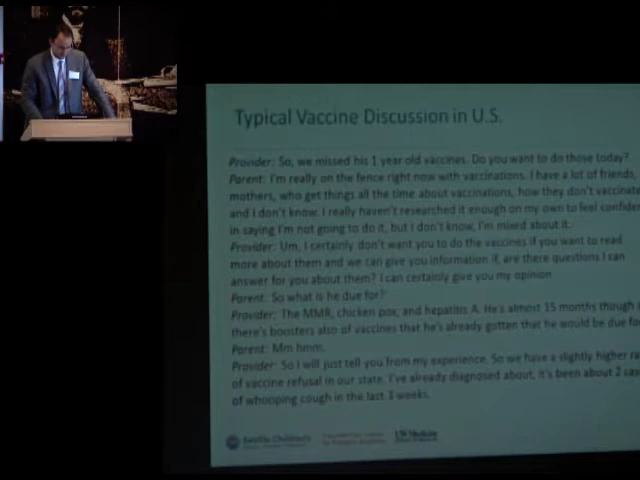 Typical Vaccine Discussion in U.S.
Provider: So, we missed his 1 year old vaccines. Do you want to do those today?
Parent: I'm really on the fence right now with vaccinations. I have a lot of friends,
mothers, who get things all the time about vaccinations, how they don't vaccinate
and I don't know. I really haven't researched it enough on my own to feel confiden
in saying I'm not going to do it, but I don't know, I'm mixed about it.
Provider: Um, I certainly don't want you to do the vaccines if you want to read
more about them and we can give you information if, are there questions I can
answer for you about them? I can certainly give you my opinion
Parent: So what is he due for?
Provider: The MMR, chicken pox, and hepatitis A. He's almost 15 months though
there's boosters also of vaccines that he's already gotten that he would be due for
Parent: Mm hmm.
Provider: So I will just tell you from my experience. So we have a slightly higher ra
of vaccine refusal in our state. I've already diagnosed about, it's been about 2 cas
of whooping cough in the last 3 weeks.
Seattle Children's
UW Medicine